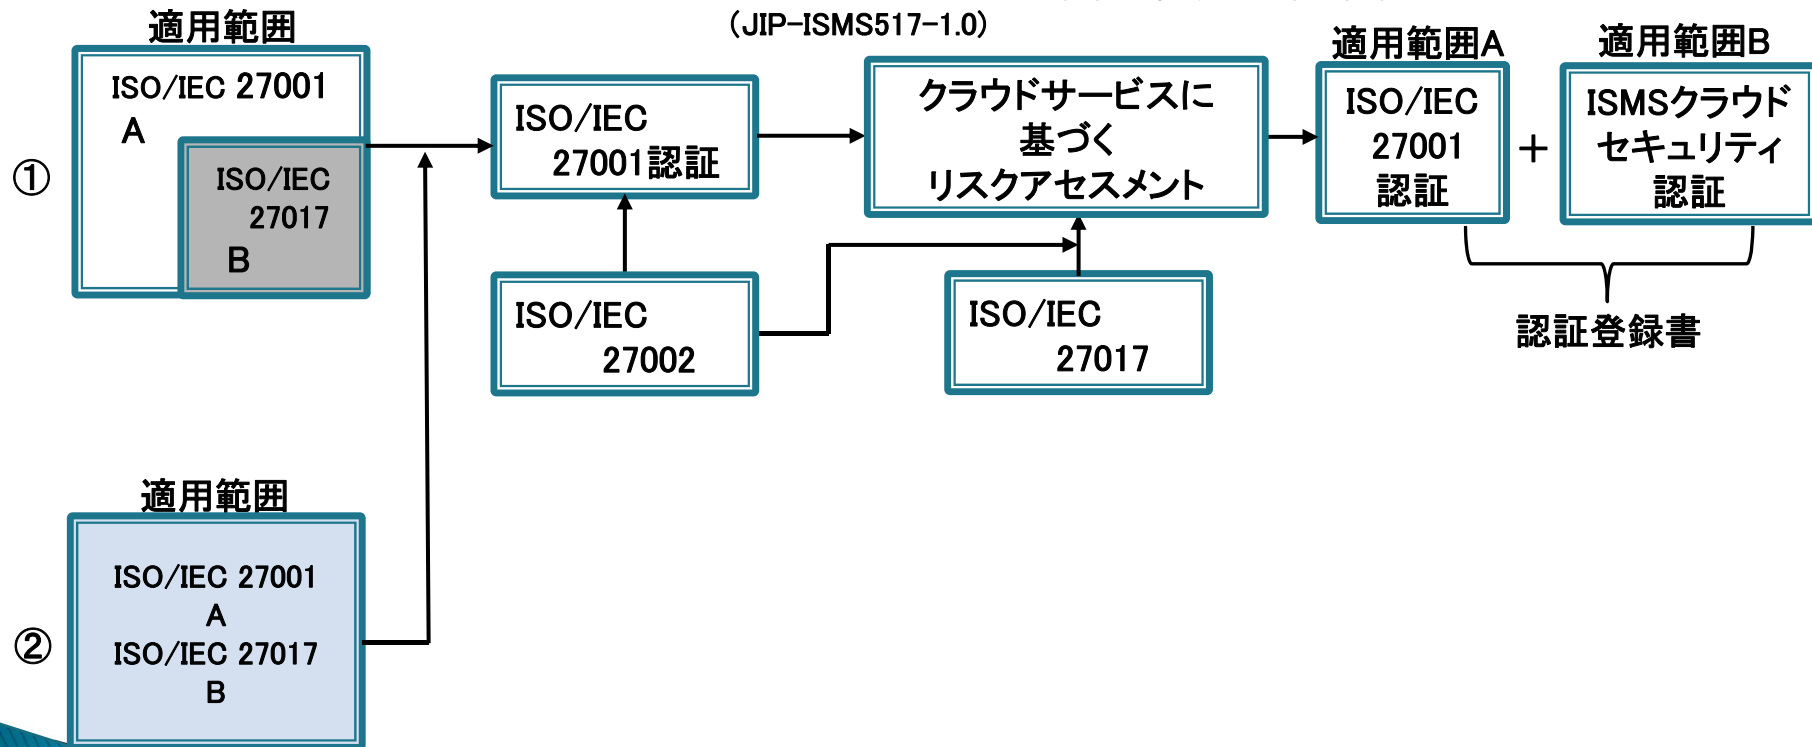 (JIP-ISMS517-1.0)
適用範囲
ISO/IEC 27001
A
ISO/IEC
27017
B
①
ISO/IEC
27001認証
クラウドサービスに
基づく
リスクアセスメント
適用範囲A
ISO/IEC
27001
認証
+
適用範囲B
ISMSクラウド
セキュリティ
認証
ISO/IEC
27002
ISO/IEC
27017
認証登録書
適用範囲
②
ISO/IEC 27001
A
ISO/IEC 27017
B